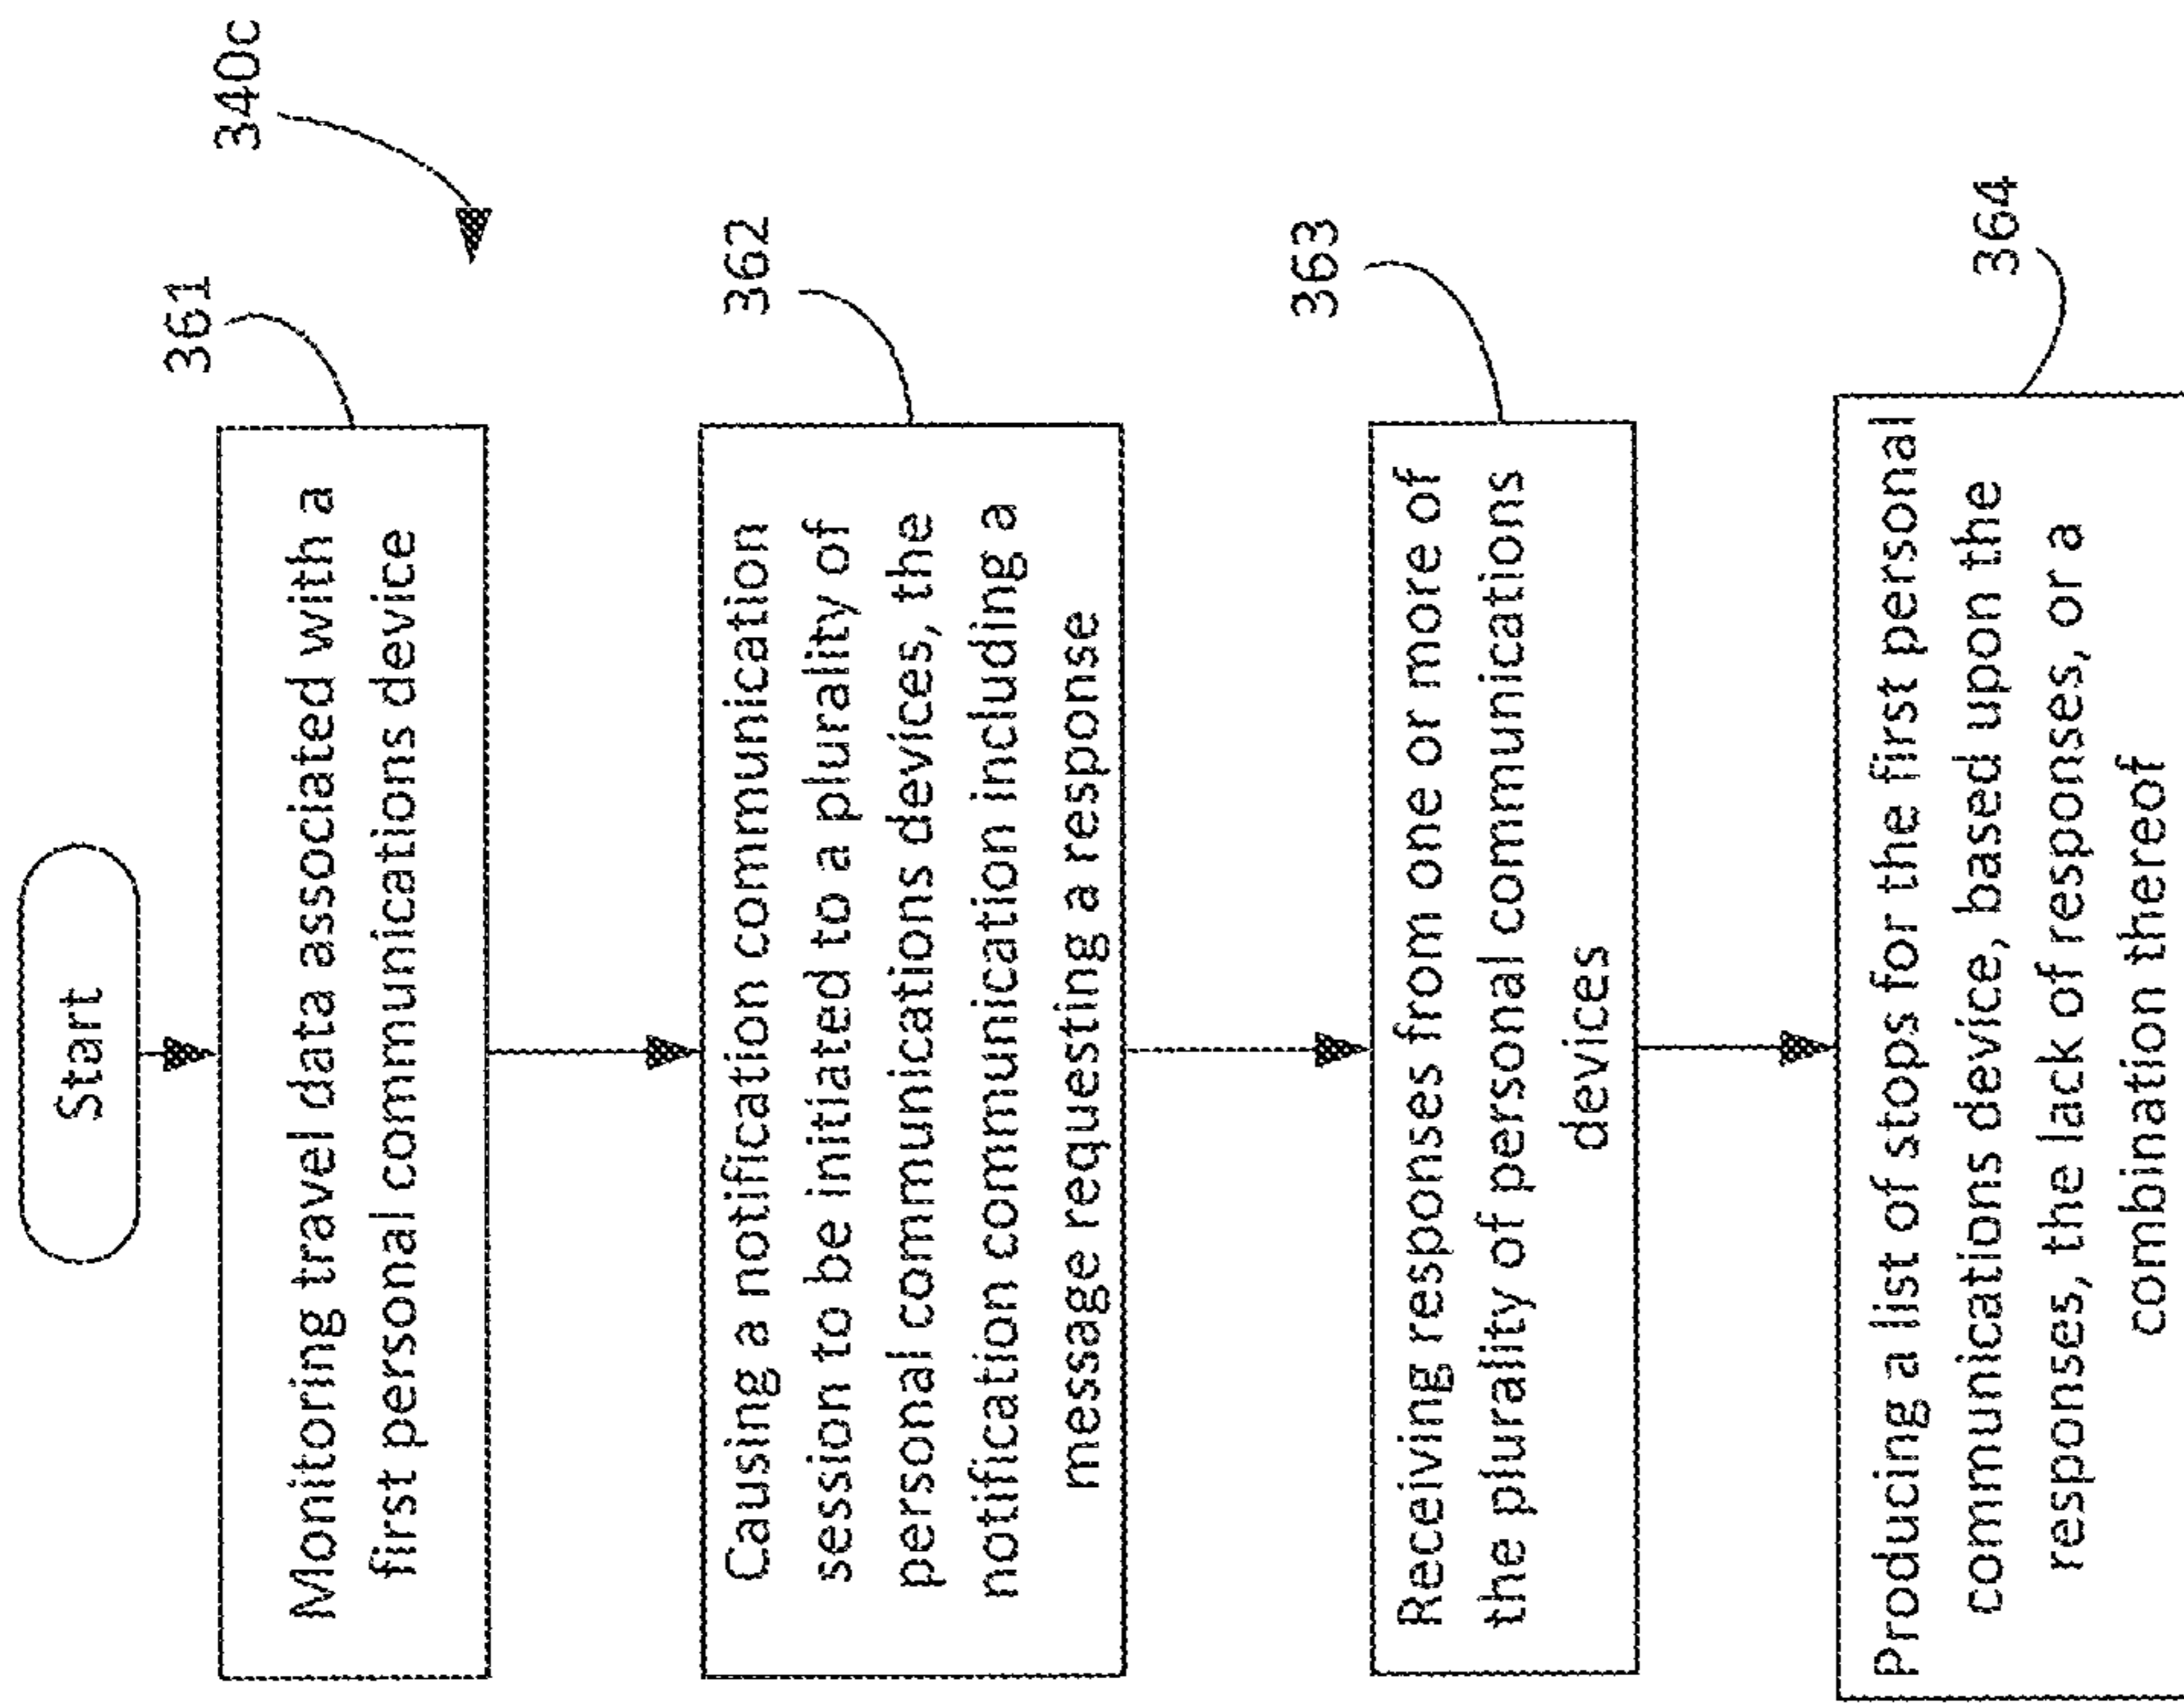 Start
340c
361
Monitoring travel data associated with a
first personal communications device
362
Causing a notification communication
session to be initiated to a plurality of
personal communications devices, the
notification communication including a
message requesting a response
363
Receiving responses from one or more of
the plurality of personal communications
devices
364
Producing a list of stops for the first personal
communications device, based upon the
responses, the lack of responses, or a
combination thereof